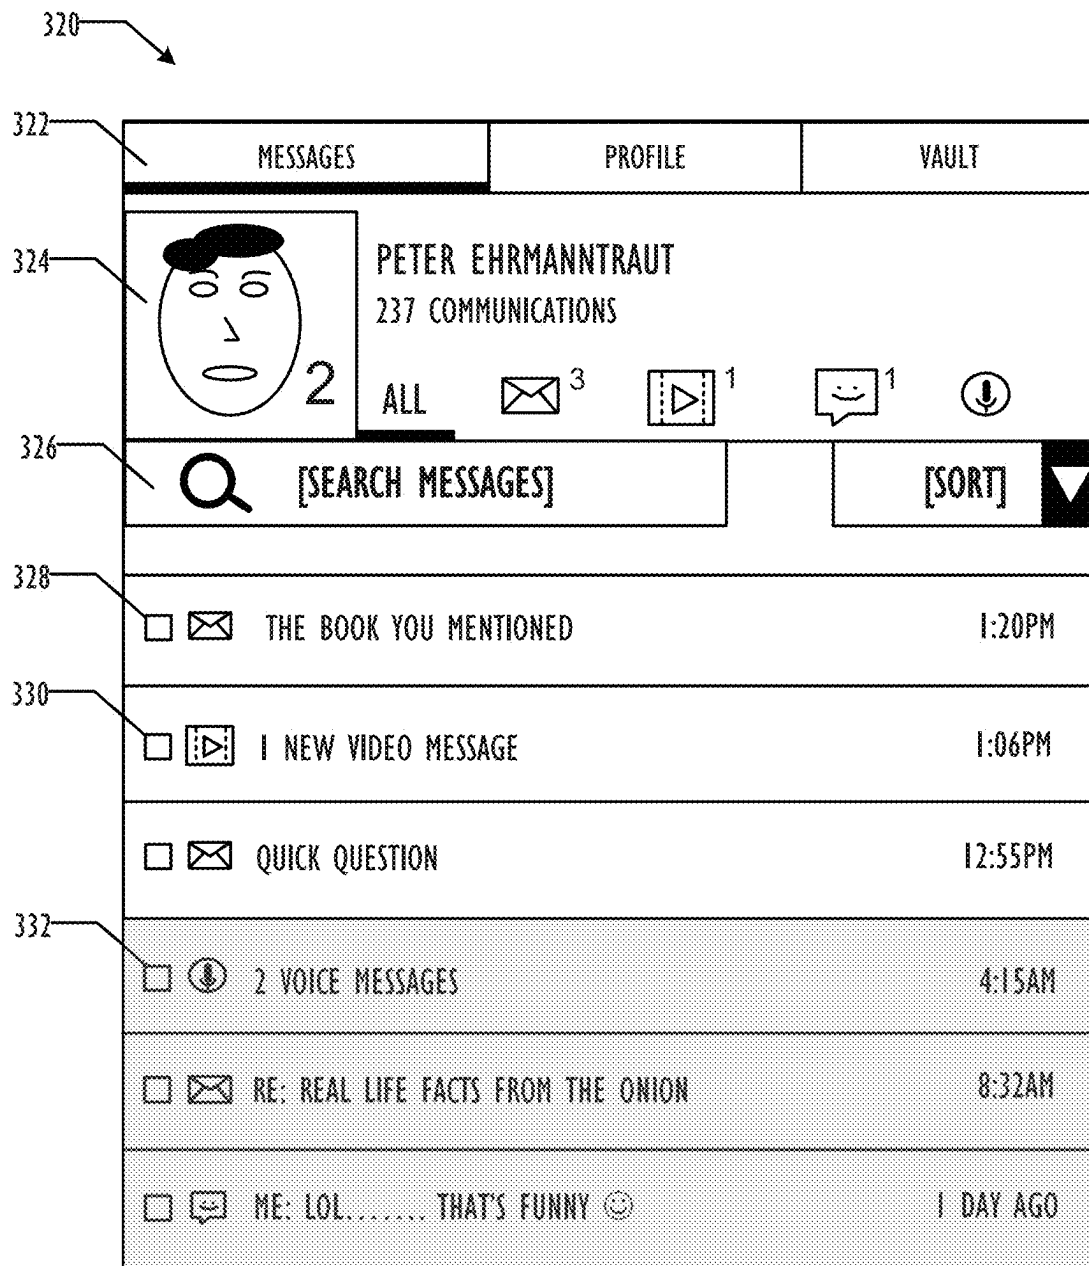 320
322
MESSAGES PROFILE VAULT
324
PETER EHRMANNTRAUT
237 COMMUNICATIONS
2
ALL 3 1 1
326
[SEARCH MESSAGES] [SORT]
328
THE BOOK YOU MENTIONED 1:20PM
330
1 NEW VIDEO MESSAGE 1:06PM
QUICK QUESTION 12:55PM
332
2 VOICE MESSAGES 4:15AM
RE: REAL LIFE FACTS FROM THE ONION 8:32AM
ME: LOL....... THAT'S FUNNY ☺ 1 DAY AGO